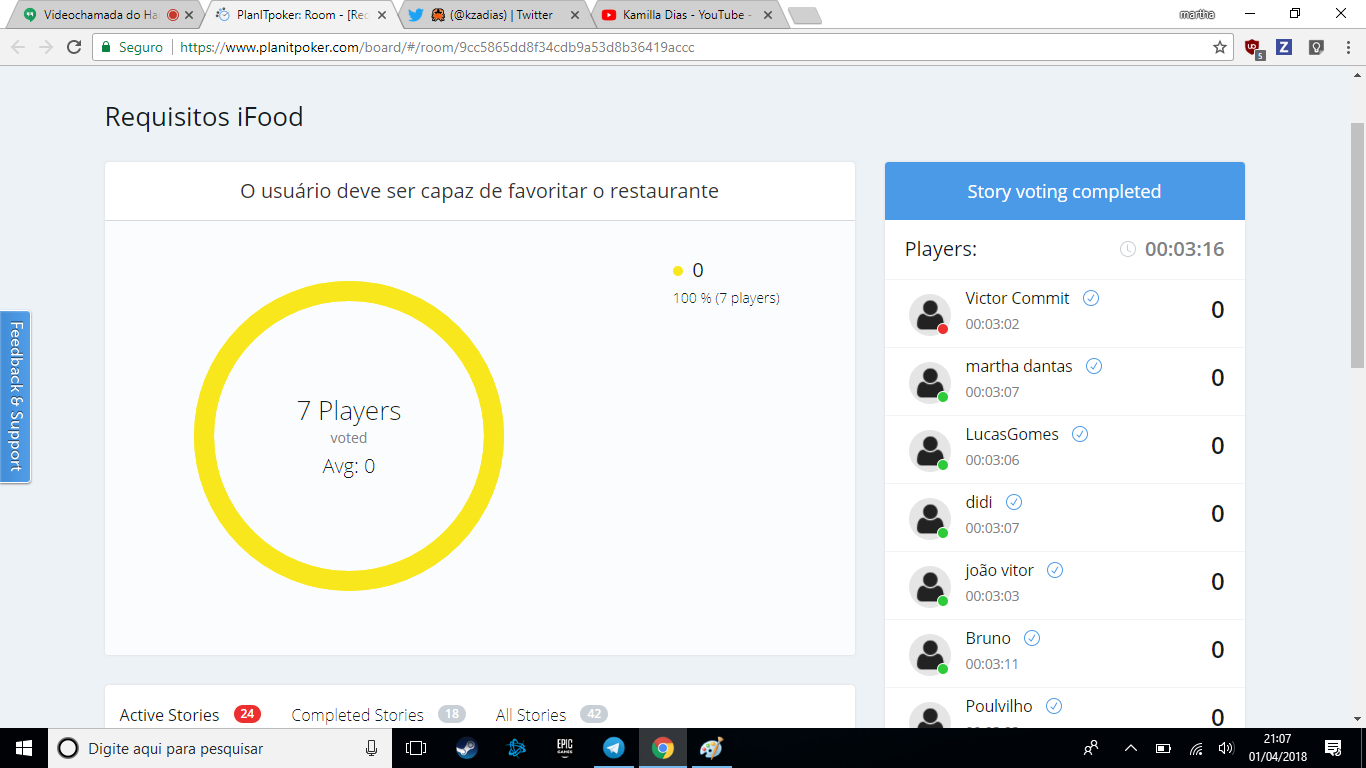 Videochamada do Ha
PlanITpoker: Room - [Rec
(@kzadias) | Twitter
Kamilla Dias - YouTube -
martha
Seguro
https://www.planitpoker.com/board/#/room/9cc5865dd8f34cdb9a53d8b36419accc
5
Requisitos iFood
O usuário deve ser capaz de favoritar o restaurante
0
100 % (7 players)
7 Players
voted
Avg: 0
Feedback & Support
Story voting completed
Players:
00:03:16
Victor Commit
0
00:03:02
martha dantas
0
00:03:07
LucasGomes
0
00:03:06
didi
0
00:03:07
joão vitor
0
00:03:03
Bruno
0
00:03:11
Poulvilho
0
Active Stories 24
Completed Stories 18
All Stories 42
Digite aqui para pesquisar
EPIC
GAMES
21:07
01/04/2018